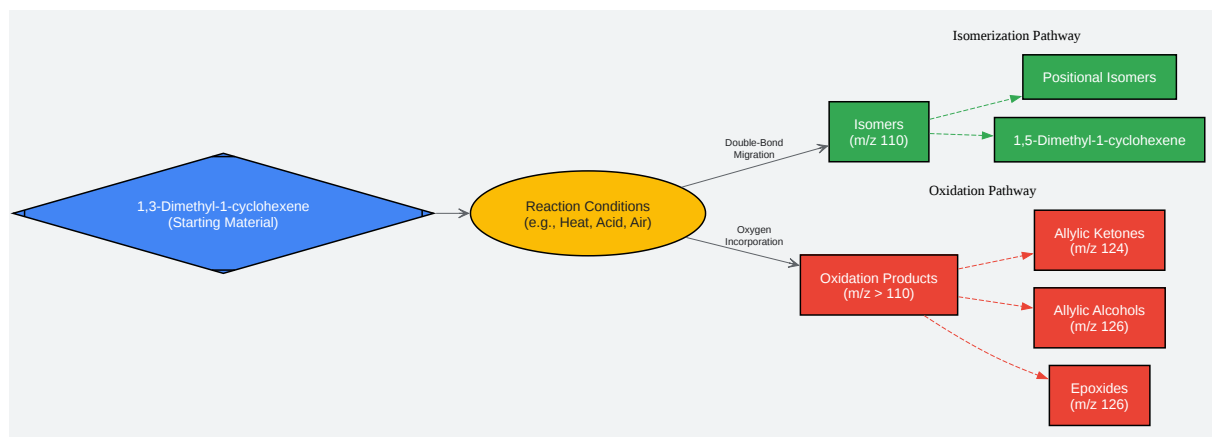 Isomerization Pathway
Positional Isomers
Isomers
(m/z 110)
1,5-Dimethyl-1-cyclohexene
Double-Bond
Migration
1,3-Dimethyl-1-cyclohexene
(Starting Material)
Reaction Conditions
(e.g., Heat, Acid, Air)
Oxidation Pathway
Oxygen
Incorporation
Allylic Ketones
(m/z 124)
Oxidation Products
(m/z > 110)
Allylic Alcohols
(m/z 126)
Epoxides
(m/z 126)